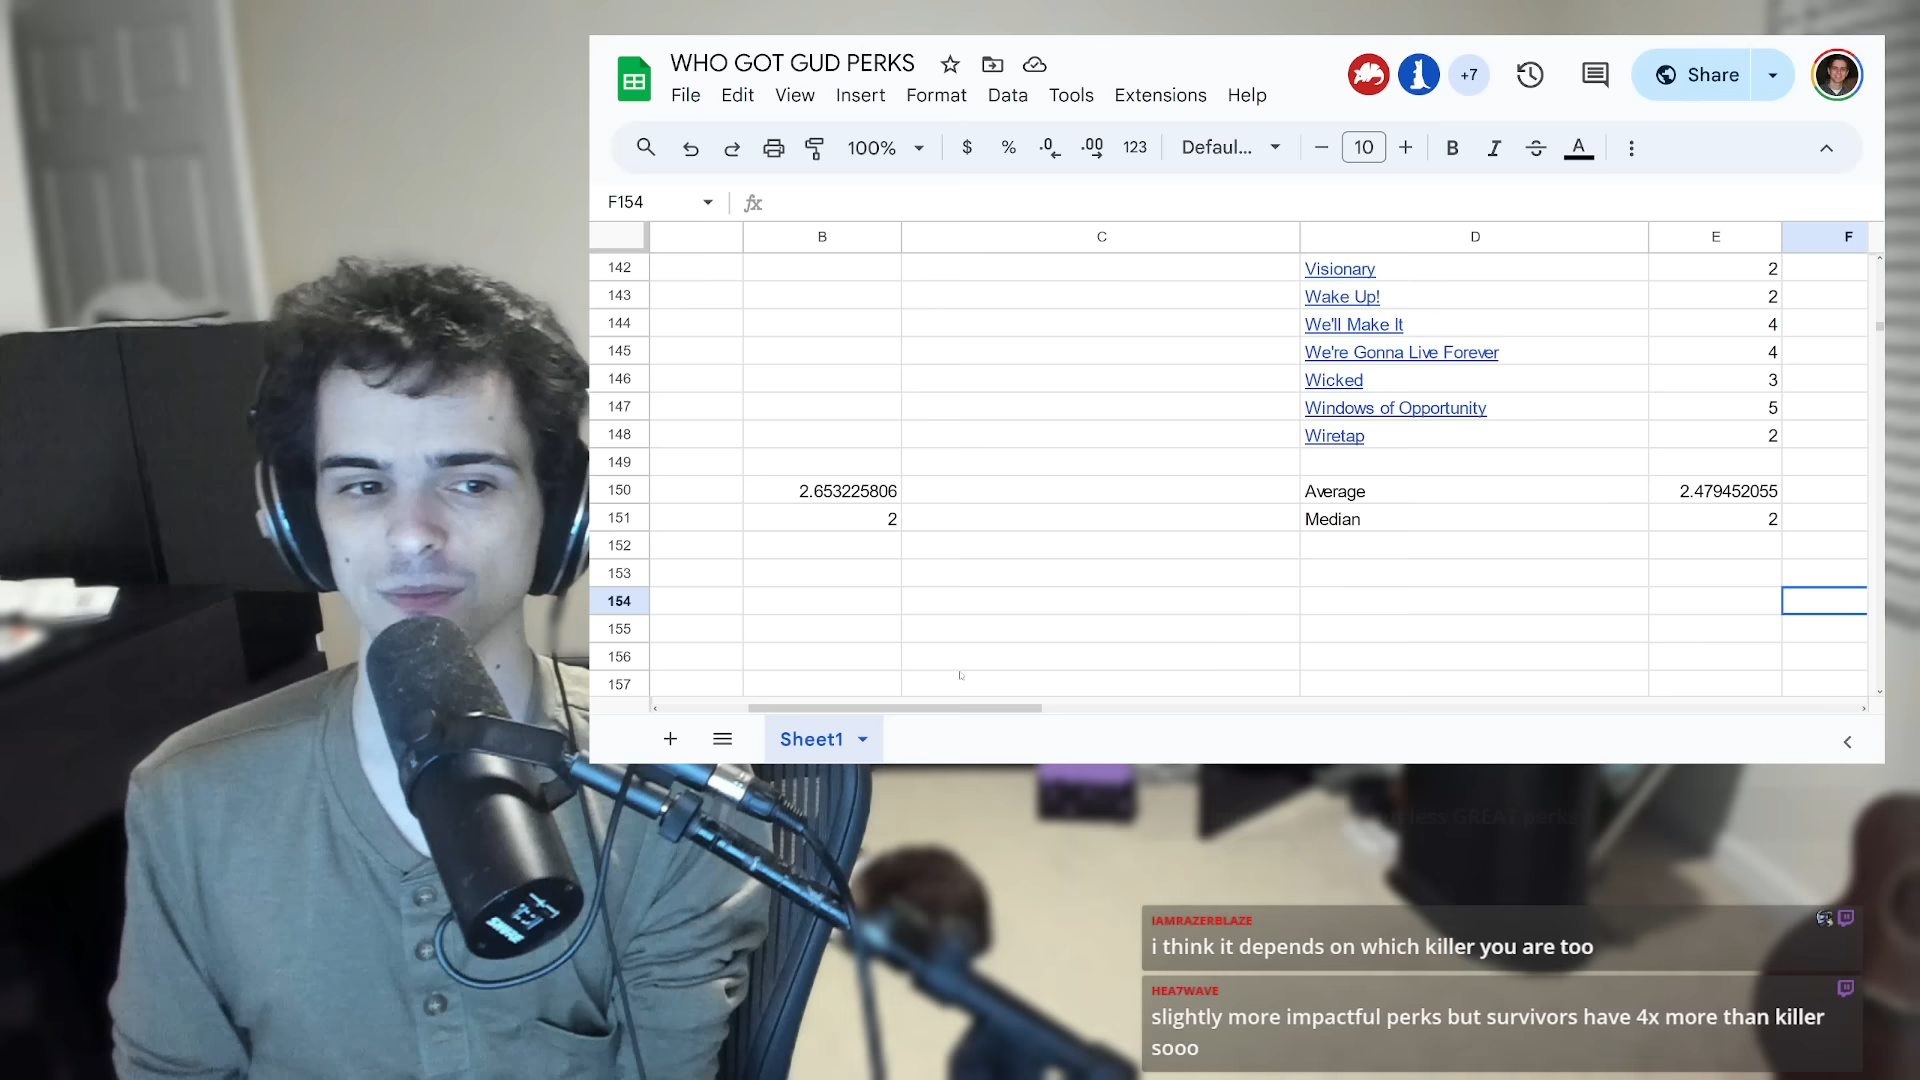 WHO GOT GUD PERKS
+7
Share
File Edit View Insert Format Data Tools Extensions Help
100% $ % .0 .00 123 Defaul... 10 B I S A
F154 fx
B C D E F
142 Visionary 2
143 Wake Up! 2
144 We'll Make It 4
145 We're Gonna Live Forever 4
146 Wicked 3
147 Windows of Opportunity 5
148 Wiretap 2
149
150 2.653225806 Average 2.479452055
151 2 Median 2
152
153
154
155
156
157
Sheet1
less GREAT perks
IAMRAZERBLAZE
i think it depends on which killer you are too
HEA7WAVE
slightly more impactful perks but survivors have 4x more than killer
sooo